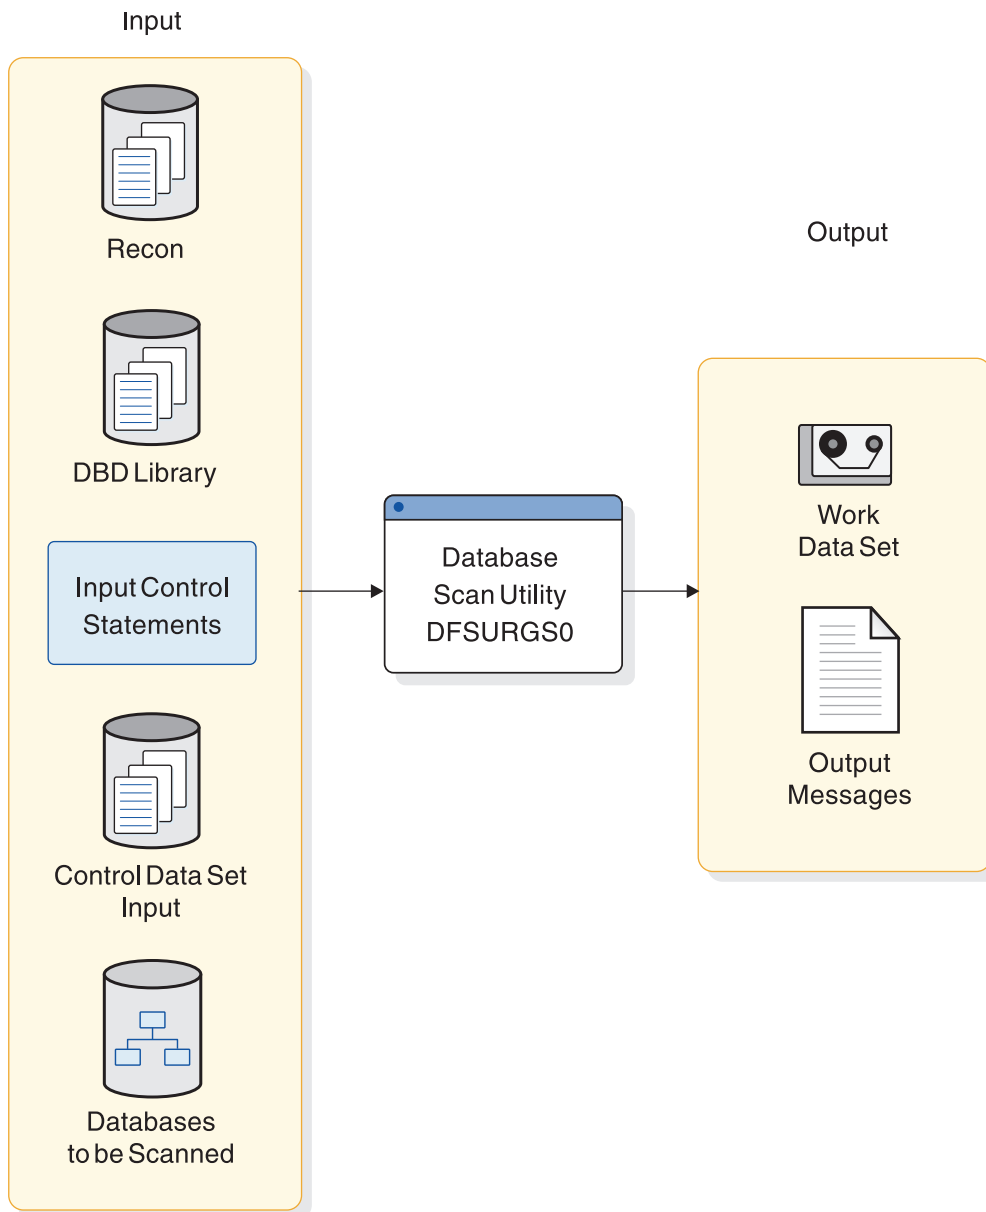 Input
Recon
DBD Library
Input Control
Statements
Control Data Set
Input
Databases
to be Scanned
Database
Scan Utility
DFSURGS0
Output
Work
Data Set
Output
Messages